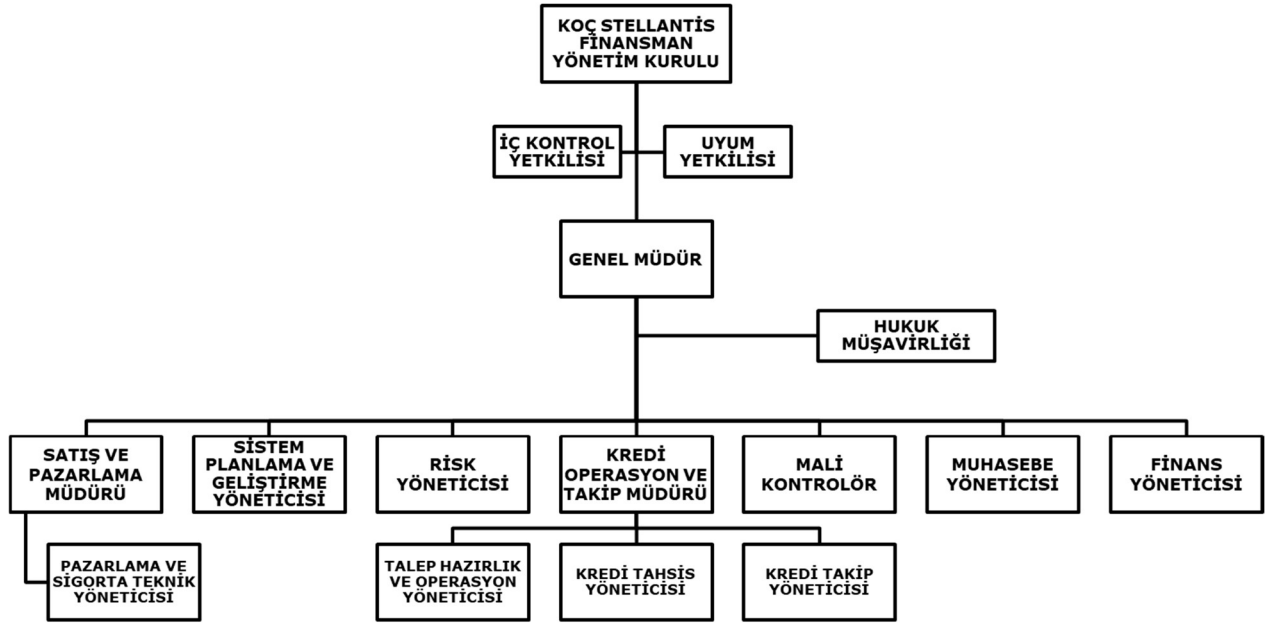 KOÇ STELLANTİS
FİNANSMAN
YÖNETİM KURULU
İÇ KONTROL
YETKİLİSİ
UYUM
YETKİLİSİ
GENEL MÜDÜR
HUKUK
MÜŞAVİRLİĞİ
SATIŞ VE
PAZARLAMA
MÜDÜRÜ
SİSTEM
PLANLAMA VE
GELİŞTİRME
YÖNETİCİSİ
RİSK
YÖNETİCİSİ
KREDİ
OPERASYON VE
TAKİP MÜDÜRÜ
MALİ
KONTROLÖR
MUHASEBE
YÖNETİCİSİ
FİNANS
YÖNETİCİSİ
PAZARLAMA VE
SİGORTA TEKNİK
YÖNETİCİSİ
TALEP HAZIRLIK
VE OPERASYON
YÖNETİCİSİ
KREDİ TAHSİS
YÖNETİCİSİ
KREDİ TAKİP
YÖNETİCİSİ